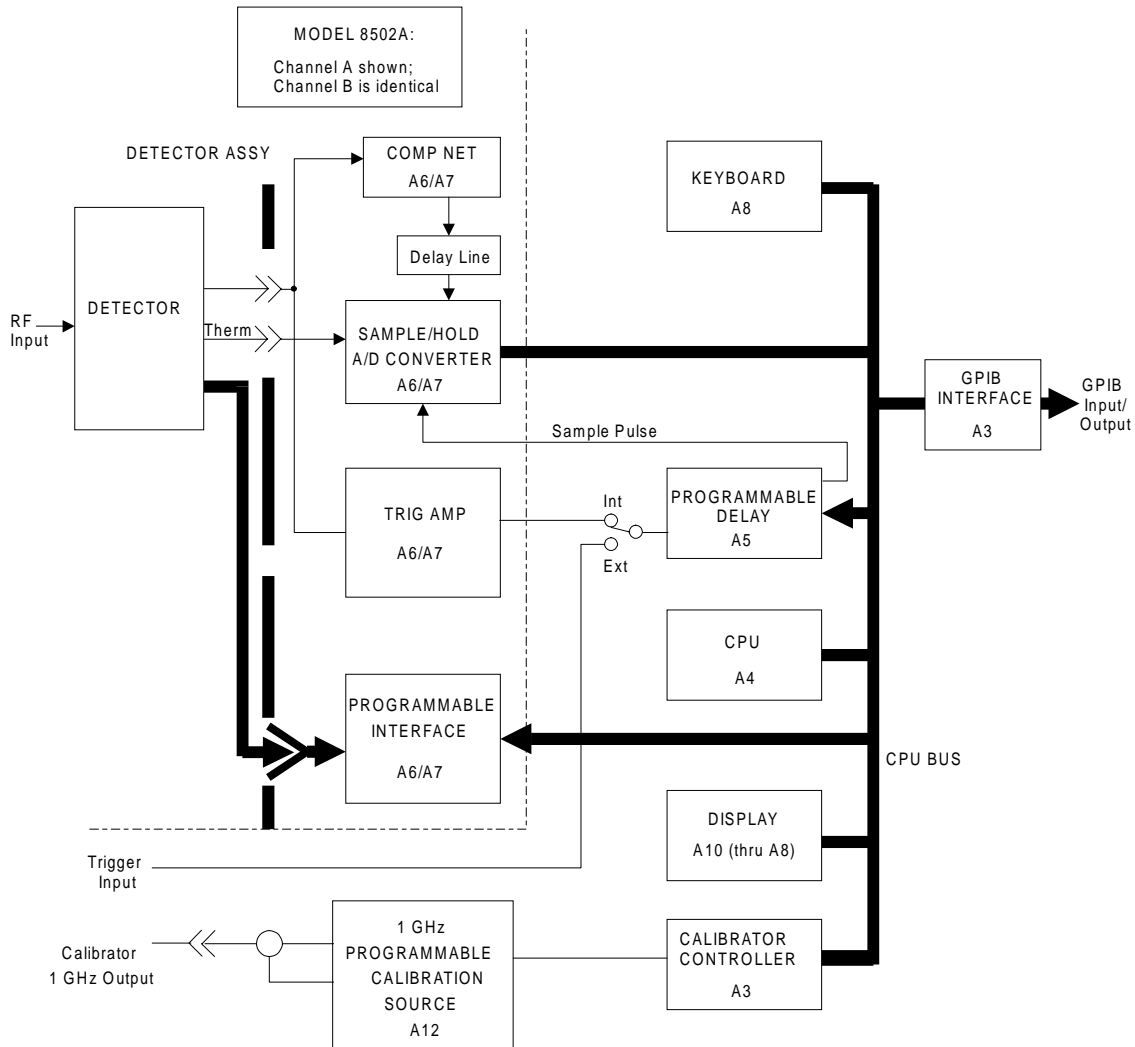 MODEL 8502A:
Channel A shown;
Channel B is identical
DETECTOR ASSY
COMP NET
A6/A7
KEYBOARD
A8
Delay Line
DETECTOR
RF
Input
Therm
SAMPLE/HOLD
A/D CONVERTER
A6/A7
GPIB
INTERFACE
A3
GPIB
Input/
Output
Sample Pulse
TRIG AMP
A6/A7
Int
Ext
PROGRAMMABLE
DELAY
A5
CPU
A4
PROGRAMMABLE
INTERFACE
A6/A7
CPU BUS
DISPLAY
A10 (thru A8)
Trigger
Input
Calibrator
1 GHz Output
1 GHz
PROGRAMMABLE
CALIBRATION
SOURCE
A12
CALIBRATOR
CONTROLLER
A3